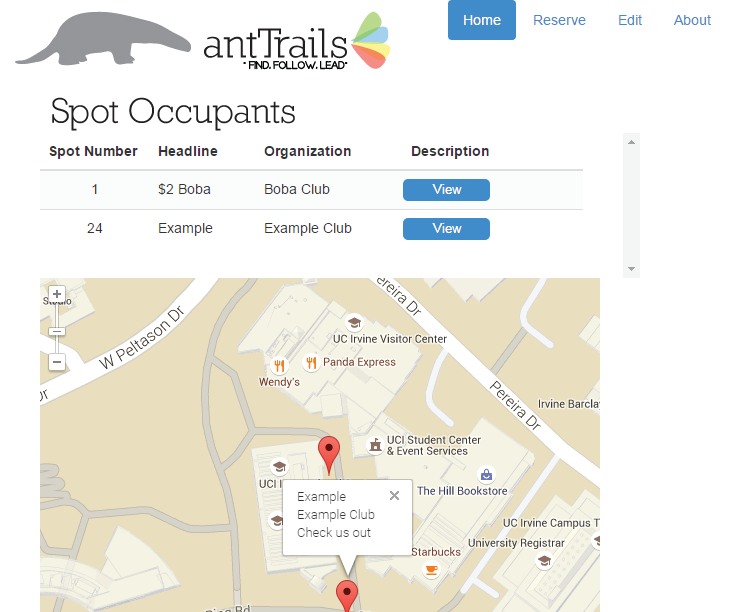 antTrails
FIND. FOLLOW. LEAD
Home Reserve Edit About
Spot Occupants
Spot Number Headline Organization Description
1 $2 Boba Boba Club View
24 Example Example Club View
W Peltason Dr
Pereira Dr
UC Irvine Visitor Center
Panda Express
Wendy's
Pereira Dr
Irvine Barclay
UCI Student Center
& Event Services
UCI
The Hill Bookstore
Example
Example Club
Check us out
UC Irvine Campus T
University Registrar
Starbucks
Ring Rd